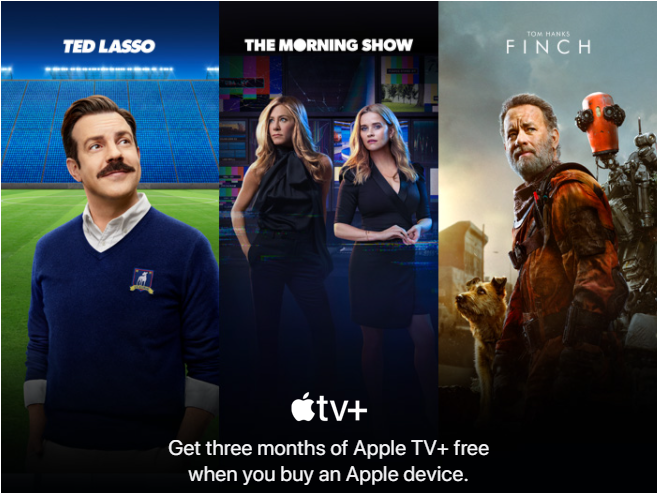 TED LASSO
THE MORNING SHOW
TOM HANKS
FINCH
tv+
Get three months of Apple TV+ free
when you buy an Apple device.